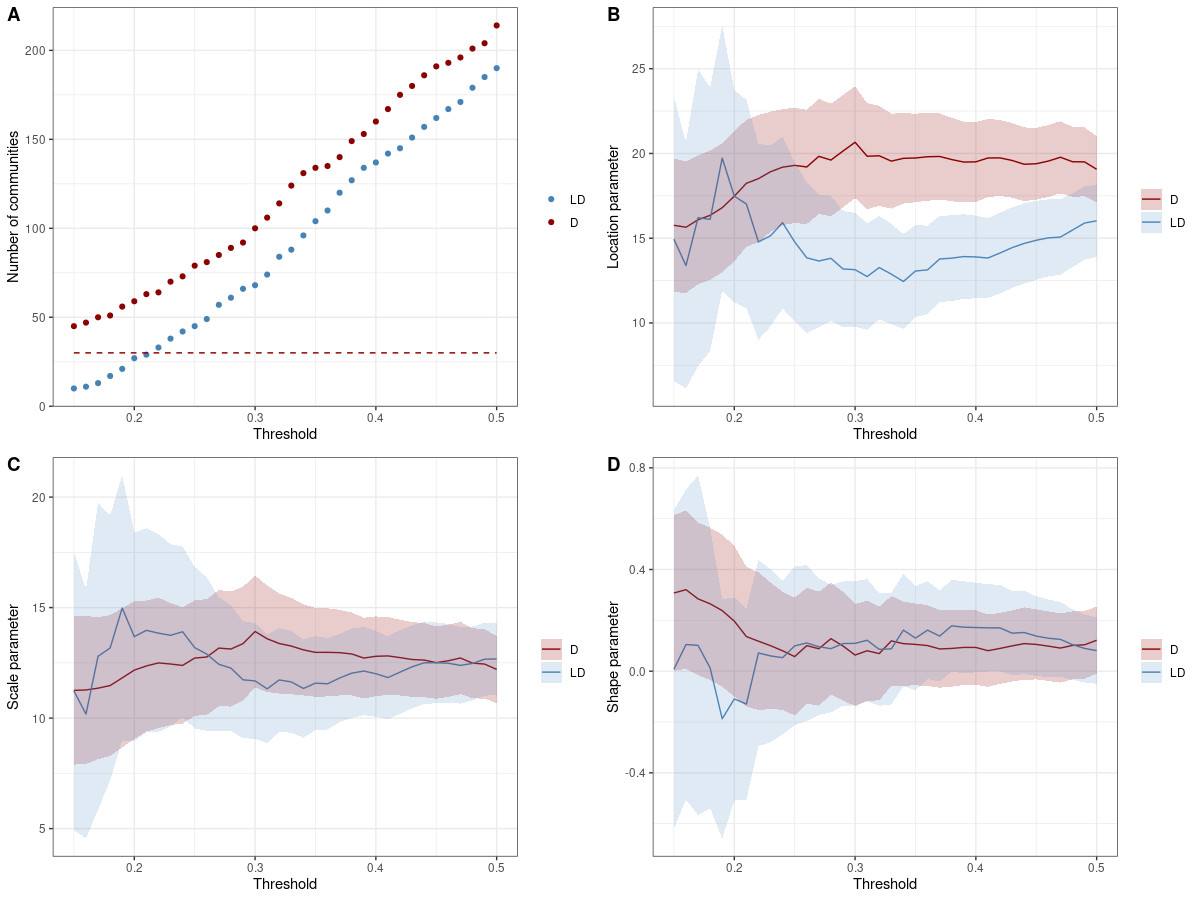 A
Number of communities
200
150
100
50
0
0.2 0.3 0.4 0.5
Threshold
LD
D
B
Location parameter
25
20
15
10
0.2 0.3 0.4 0.5
Threshold
D
LD
C
Scale parameter
20
15
10
5
0.2 0.3 0.4 0.5
Threshold
D
LD
D
Shape parameter
0.8
0.4
0.0
-0.4
0.2 0.3 0.4 0.5
Threshold
D
LD